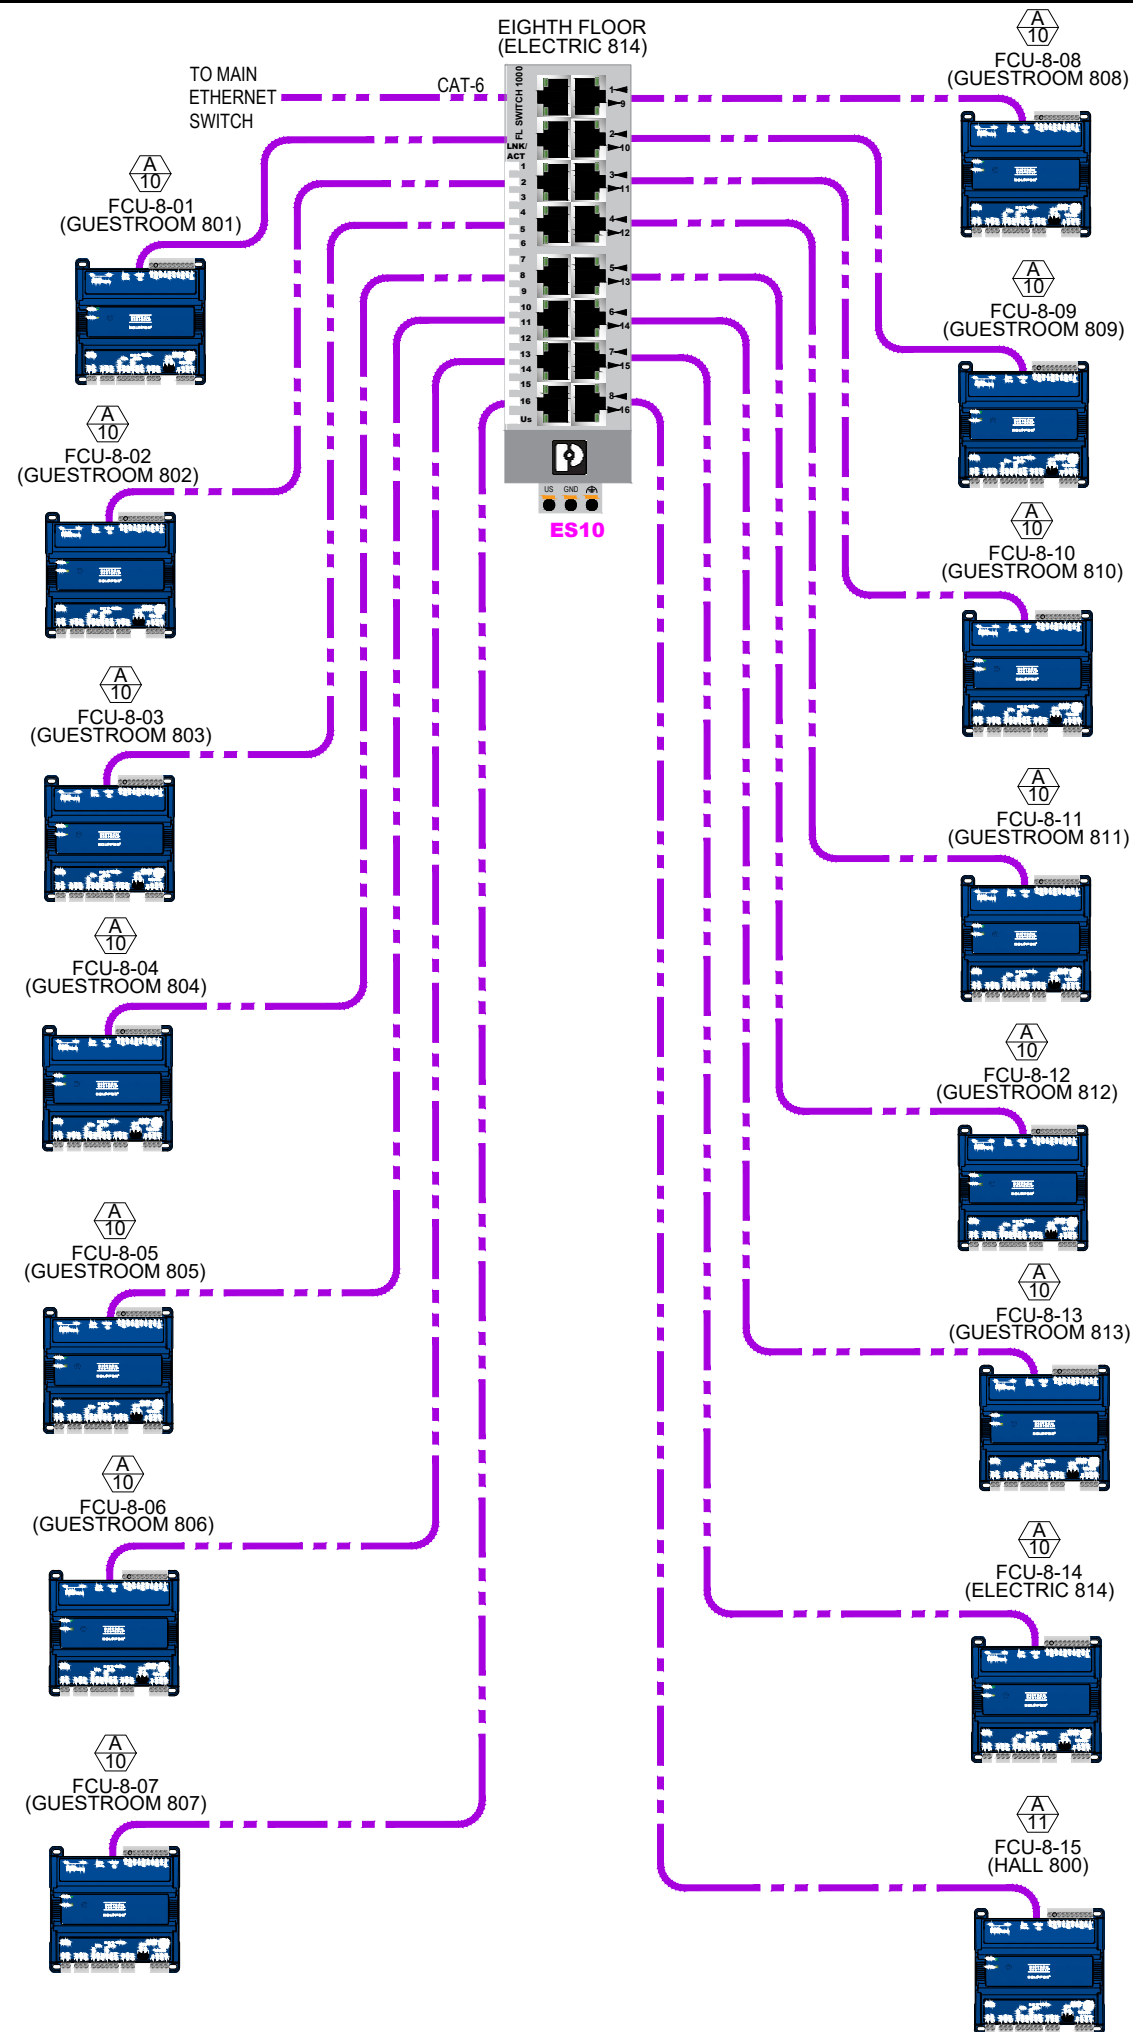 EIGHTH FLOOR
(ELECTRIC 814)
TO MAIN
ETHERNET
SWITCH
CAT-6
FL SWITCH 1000
LNK/
ACT
1
2
3
4
5
6
7
8
9
10
11
12
13
14
15
16
Us
1
9
2
10
3
11
4
12
5
13
6
14
7
15
8
16
US GND
ES10
A
10
FCU-8-01
(GUESTROOM 801)
A
10
FCU-8-02
(GUESTROOM 802)
A
10
FCU-8-03
(GUESTROOM 803)
A
10
FCU-8-04
(GUESTROOM 804)
A
10
FCU-8-05
(GUESTROOM 805)
A
10
FCU-8-06
(GUESTROOM 806)
A
10
FCU-8-07
(GUESTROOM 807)
A
10
FCU-8-08
(GUESTROOM 808)
A
10
FCU-8-09
(GUESTROOM 809)
A
10
FCU-8-10
(GUESTROOM 810)
A
10
FCU-8-11
(GUESTROOM 811)
A
10
FCU-8-12
(GUESTROOM 812)
A
10
FCU-8-13
(GUESTROOM 813)
A
10
FCU-8-14
(ELECTRIC 814)
A
11
FCU-8-15
(HALL 800)